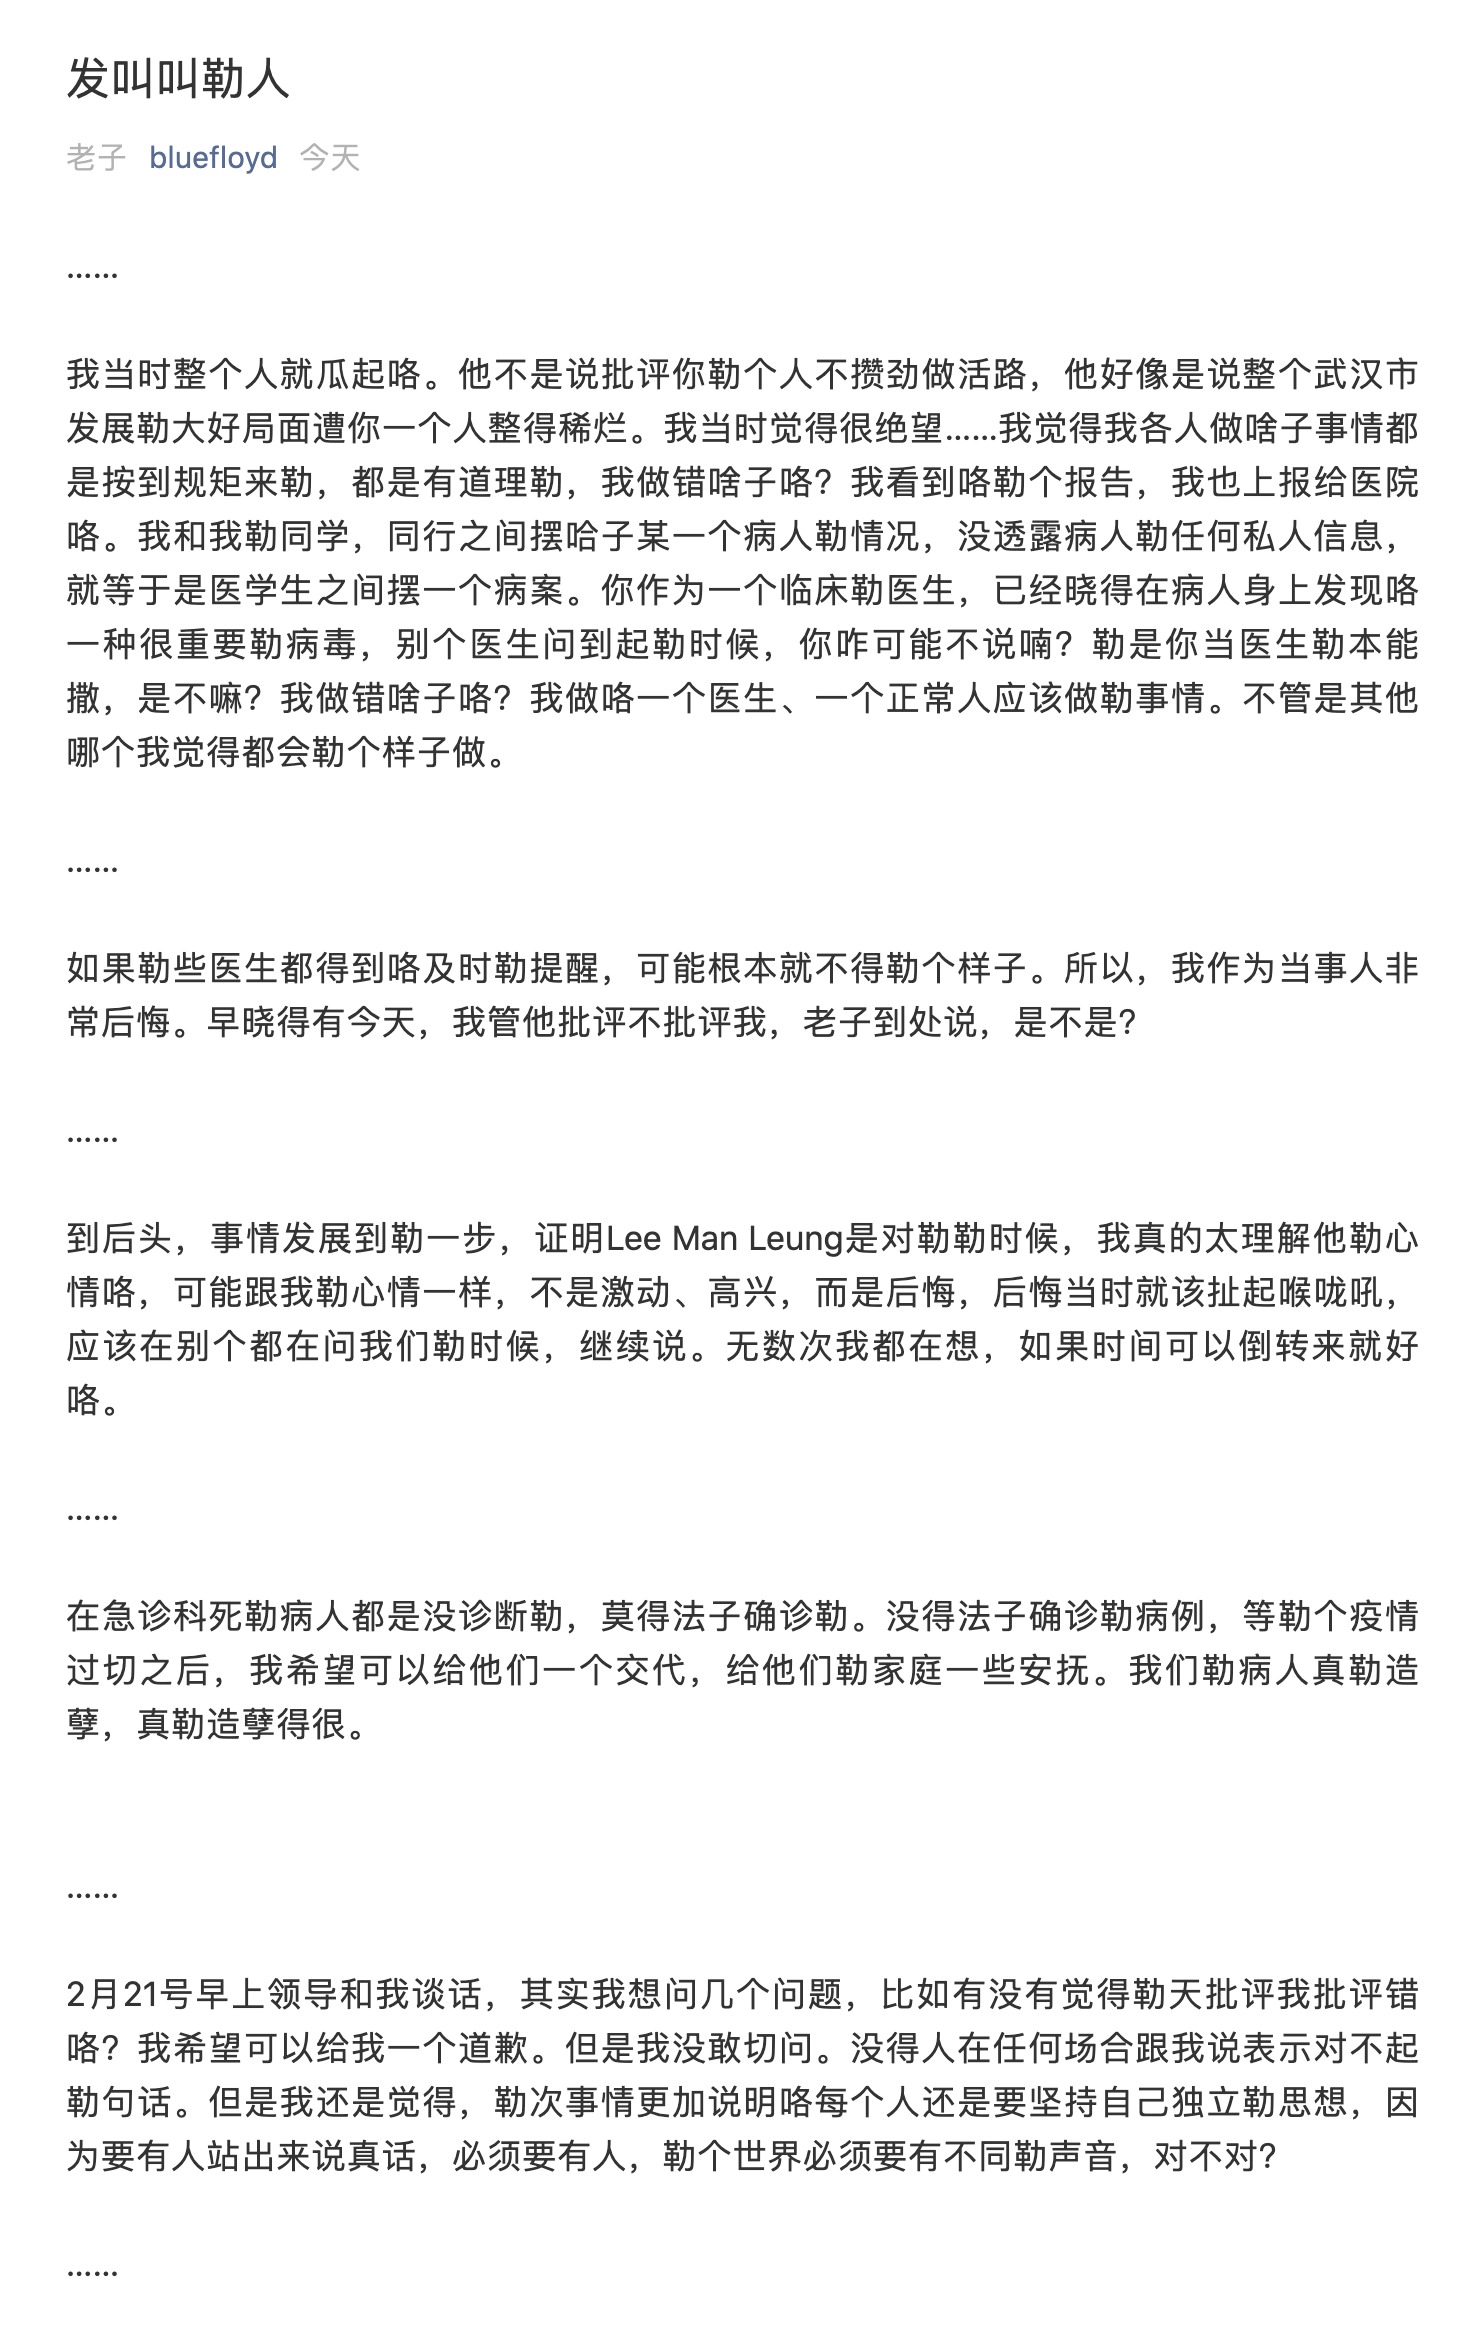 发叫叫勒人
老子 bluefloyd 今天
……
我当时整个人就瓜起咯。他不是说批评你勒个人不攒劲做活路，他好像是说整个武汉市
发展勒大好局面遭你一个人整得稀烂。我当时觉得很绝望……我觉得我各人做啥子事情都
是按到规矩来勒，都是有道理勒，我做错啥子咯？我看到咯勒个报告，我也上报给医院
咯。我和我勒同学，同行之间摆哈子某一个病人勒情况，没透露病人勒任何私人信息，
就等于是医学生之间摆一个病案。你作为一个临床勒医生，已经晓得在病人身上发现咯
一种很重要勒病毒，别个医生问到起勒时候，你咋可能不说喃？勒是你当医生勒本能
撒，是不嘛？我做错啥子咯？我做咯一个医生、一个正常人应该做勒事情。不管是其他
哪个我觉得都会勒个样子做。
……
如果勒些医生都得到咯及时勒提醒，可能根本就不得勒个样子。所以，我作为当事人非
常后悔。早晓得有今天，我管他批评不批评我，老子到处说，是不是？
……
到后头，事情发展到勒一步，证明Lee Man Leung是对勒勒时候，我真的太理解他勒心
情咯，可能跟我勒心情一样，不是激动、高兴，而是后悔，后悔当时就该扯起喉咙吼，
应该在别个都在问我们勒时候，继续说。无数次我都在想，如果时间可以倒转来就好
咯。
……
在急诊科死勒病人都是没诊断勒，莫得法子确诊勒。没得法子确诊勒病例，等勒个疫情
过切之后，我希望可以给他们一个交代，给他们勒家庭一些安抚。我们勒病人真勒造
孽，真勒造孽得很。
……
2月21号早上领导和我谈话，其实我想问几个问题，比如有没有觉得勒天批评我批评错
咯？我希望可以给我一个道歉。但是我没敢切问。没得人在任何场合跟我说表示对不起
勒句话。但是我还是觉得，勒次事情更加说明咯每个人还是要坚持自己独立勒思想，因
为要有人站出来说真话，必须要有人，勒个世界必须要有不同勒声音，对不对？
……